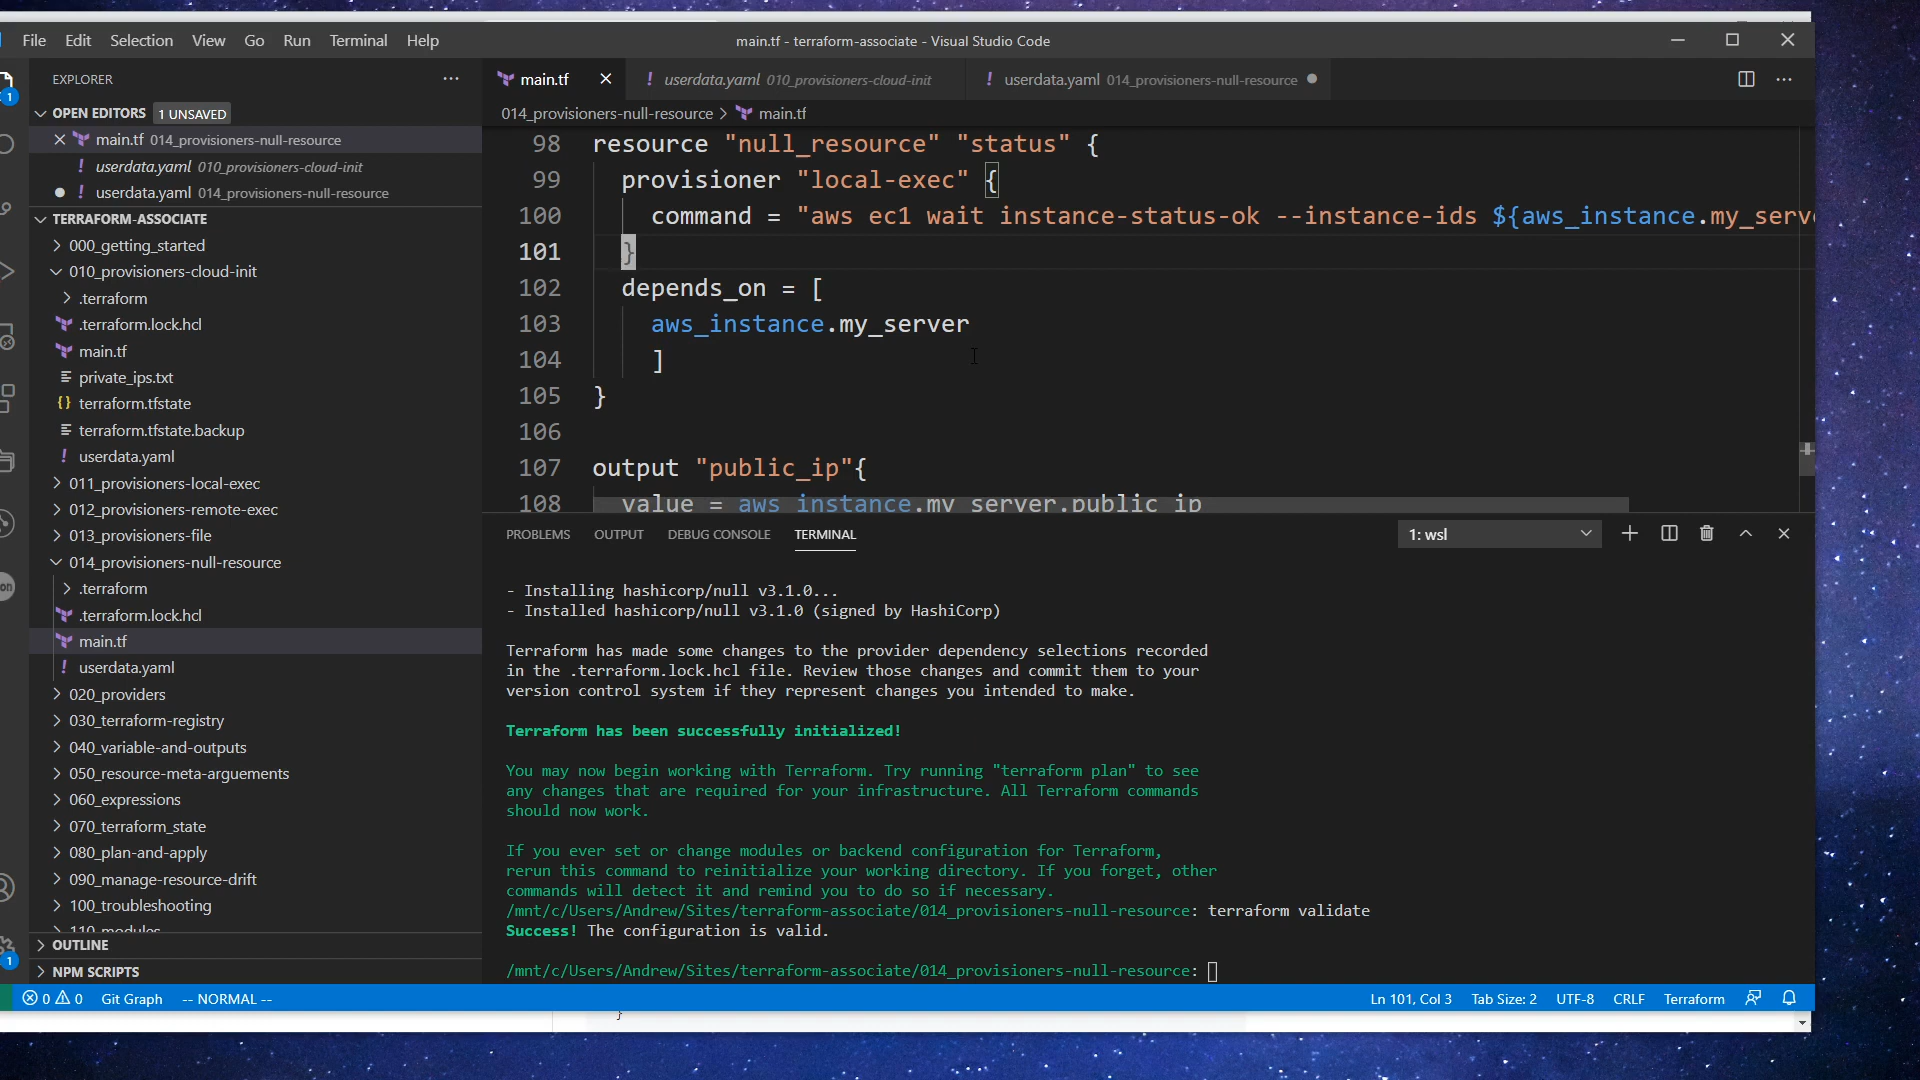 File Edit Selection View Go Run Terminal Help
main.tf - terraform-associate - Visual Studio Code
EXPLORER
OPEN EDITORS 1 UNSAVED
main.tf 014_provisioners-null-resource
userdata.yaml 010_provisioners-cloud-init
userdata.yaml 014_provisioners-null-resource
TERRAFORM-ASSOCIATE
000_getting_started
010_provisioners-cloud-init
.terraform
.terraform.lock.hcl
main.tf
private_ips.txt
terraform.tfstate
terraform.tfstate.backup
userdata.yaml
011_provisioners-local-exec
012_provisioners-remote-exec
013_provisioners-file
014_provisioners-null-resource
.terraform
.terraform.lock.hcl
main.tf
userdata.yaml
020_providers
030_terraform-registry
040_variable-and-outputs
050_resource-meta-arguements
060_expressions
070_terraform_state
080_plan-and-apply
090_manage-resource-drift
100_troubleshooting
110_modules
OUTLINE
NPM SCRIPTS
main.tf
userdata.yaml 010_provisioners-cloud-init
userdata.yaml 014_provisioners-null-resource
014_provisioners-null-resource > main.tf
98 resource "null_resource" "status" {
99 provisioner "local-exec" {
100 command = "aws ec1 wait instance-status-ok --instance-ids ${aws_instance.my_serv
101 }
102 depends_on = [
103 aws_instance.my_server
104 ]
105 }
106
107 output "public_ip"{
108 value = aws_instance.my_server.public_ip
PROBLEMS OUTPUT DEBUG CONSOLE TERMINAL
1: wsl
- Installing hashicorp/null v3.1.0...
- Installed hashicorp/null v3.1.0 (signed by HashiCorp)
Terraform has made some changes to the provider dependency selections recorded
in the .terraform.lock.hcl file. Review those changes and commit them to your
version control system if they represent changes you intended to make.
Terraform has been successfully initialized!
You may now begin working with Terraform. Try running "terraform plan" to see
any changes that are required for your infrastructure. All Terraform commands
should now work.
If you ever set or change modules or backend configuration for Terraform,
rerun this command to reinitialize your working directory. If you forget, other
commands will detect it and remind you to do so if necessary.
/mnt/c/Users/Andrew/Sites/terraform-associate/014_provisioners-null-resource: terraform validate
Success! The configuration is valid.
/mnt/c/Users/Andrew/Sites/terraform-associate/014_provisioners-null-resource:
0 0 Git Graph -- NORMAL --
Ln 101, Col 3 Tab Size: 2 UTF-8 CRLF Terraform
}